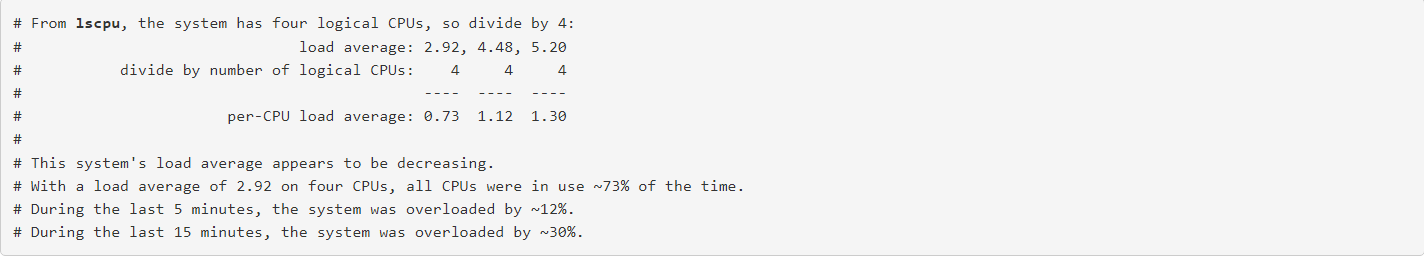 # From lscpu, the system has four logical CPUs, so divide by 4:
#                               load average: 2.92, 4.48, 5.20
#           divide by number of logical CPUs:    4     4     4
#                                             ----  ----  ----
#                       per-CPU load average: 0.73  1.12  1.30
#
# This system's load average appears to be decreasing.
# With a load average of 2.92 on four CPUs, all CPUs were in use ~73% of the time.
# During the last 5 minutes, the system was overloaded by ~12%.
# During the last 15 minutes, the system was overloaded by ~30%.